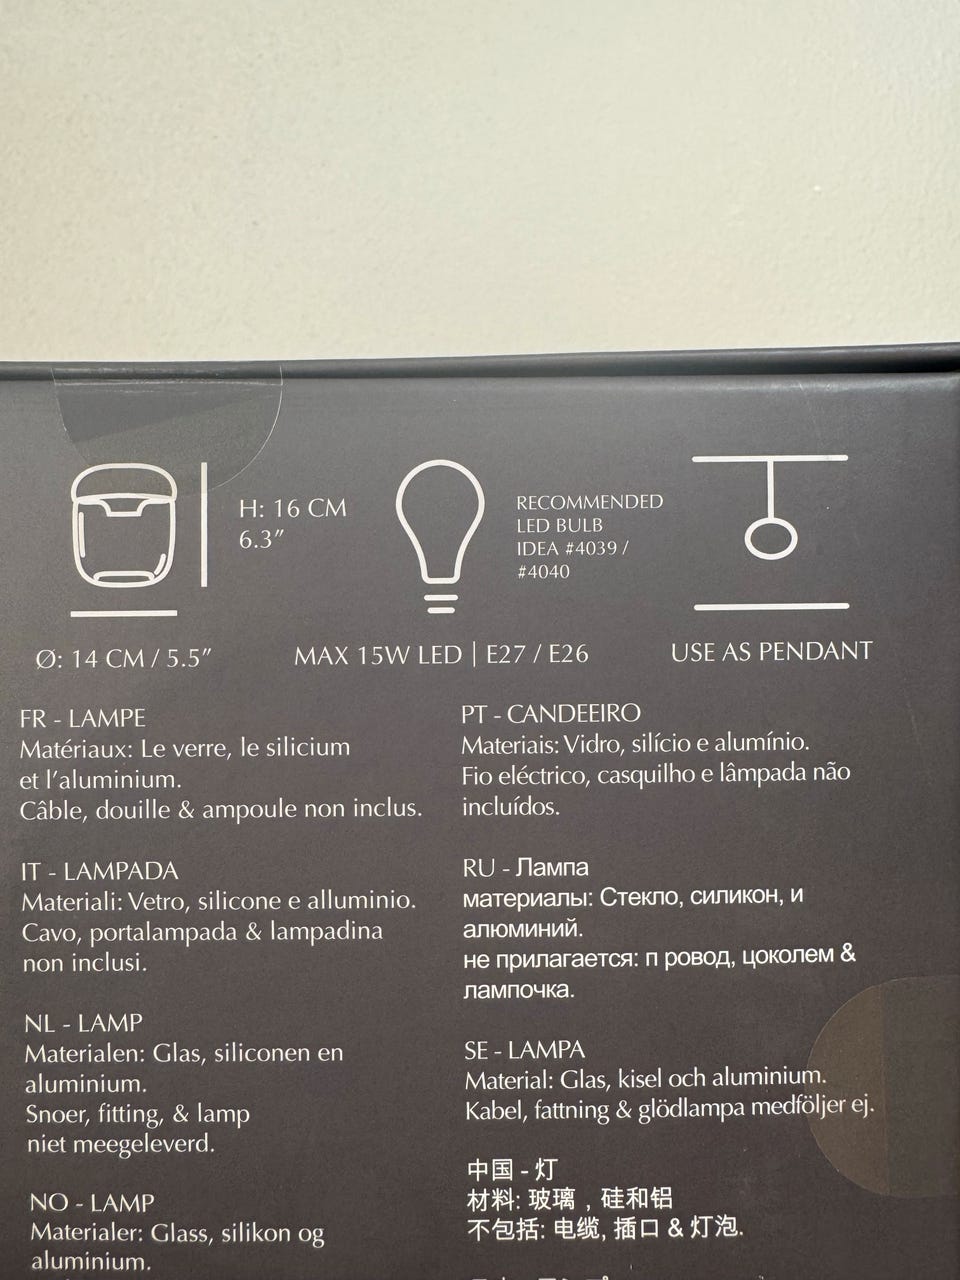 H: 16 CM
6.3”
Ø: 14 CM / 5.5”
RECOMMENDED
LED BULB
IDEA #4039 /
#4040
MAX 15W LED | E27 / E26
USE AS PENDANT
FR - LAMPE
Matériaux: Le verre, le silicium
et l’aluminium.
Câble, douille & ampoule non inclus.
IT - LAMPADA
Materiali: Vetro, silicone e alluminio.
Cavo, portalampada & lampadina
non inclusi.
NL - LAMP
Materialen: Glas, siliconen en
aluminium.
Snoer, fitting, & lamp
niet meegeleverd.
NO - LAMP
Materialer: Glass, silikon og
aluminium.
PT - CANDEEIRO
Materiais: Vidro, silício e alumínio.
Fio eléctrico, casquilho e lâmpada não
incluídos.
RU - Лампа
материалы: Стекло, силикон, и
алюминий.
не прилагается: п ровод, цоколем &
лампочка.
SE - LAMPA
Material: Glas, kisel och aluminium.
Kabel, fattning & glödlampa medföljer ej.
中国 - 灯
材料: 玻璃，硅和铝
不包括: 电缆, 插口 & 灯泡.